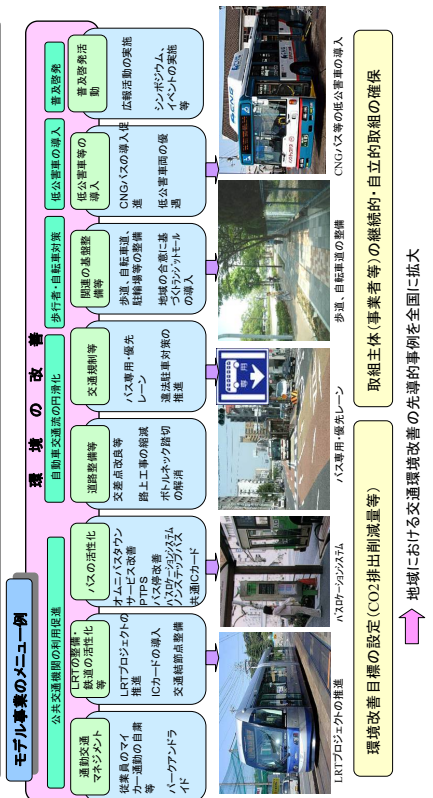 モデル事業のメニュー例
環境の改善
公共交通機関の利用促進
自動車交通流の円滑化
歩行者・自転車対策
低公害車の導入
普及啓発
通勤交通
マネジメント
従業員のマイ
カー通勤の自粛
等
パークアンドラ
イド
LRTの整備・
鉄道の活性化
等
LRTプロジェクトの
推進
ICカードの導入
交通結節点整備
バスの活性化
オムニバスタウン
サービス改善
PTPS
バス停改善
バスロケーションシステム
ノンステップバス
共通ICカード
道路整備等
交差点改良等
路上工事の縮減
ボトルネック踏切
の解消
交通規制等
バス専用・優先
レーン
違法駐車対策の
推進
関連の基盤整
備等
歩道、自転車道、
駐輪場等の整備
地域の合意に基
づくトランジットモール
の導入
低公害車等の
導入
CNGバスの導入促
進
低公害車両の優
遇
普及啓発活
動
広報活動の実施
シンポジウム、
イベントの実施
等
LRTプロジェクトの推進
バスロケーションシステム
バス専用・優先レーン
歩道、自転車道の整備
CNGバス等の低公害車の導入
専用
CNG
環境改善目標の設定(CO2排出削減量等)
取組主体(事業者等)の継続的・自立的取組の確保
地域における交通環境改善の先導的事例を全国に拡大